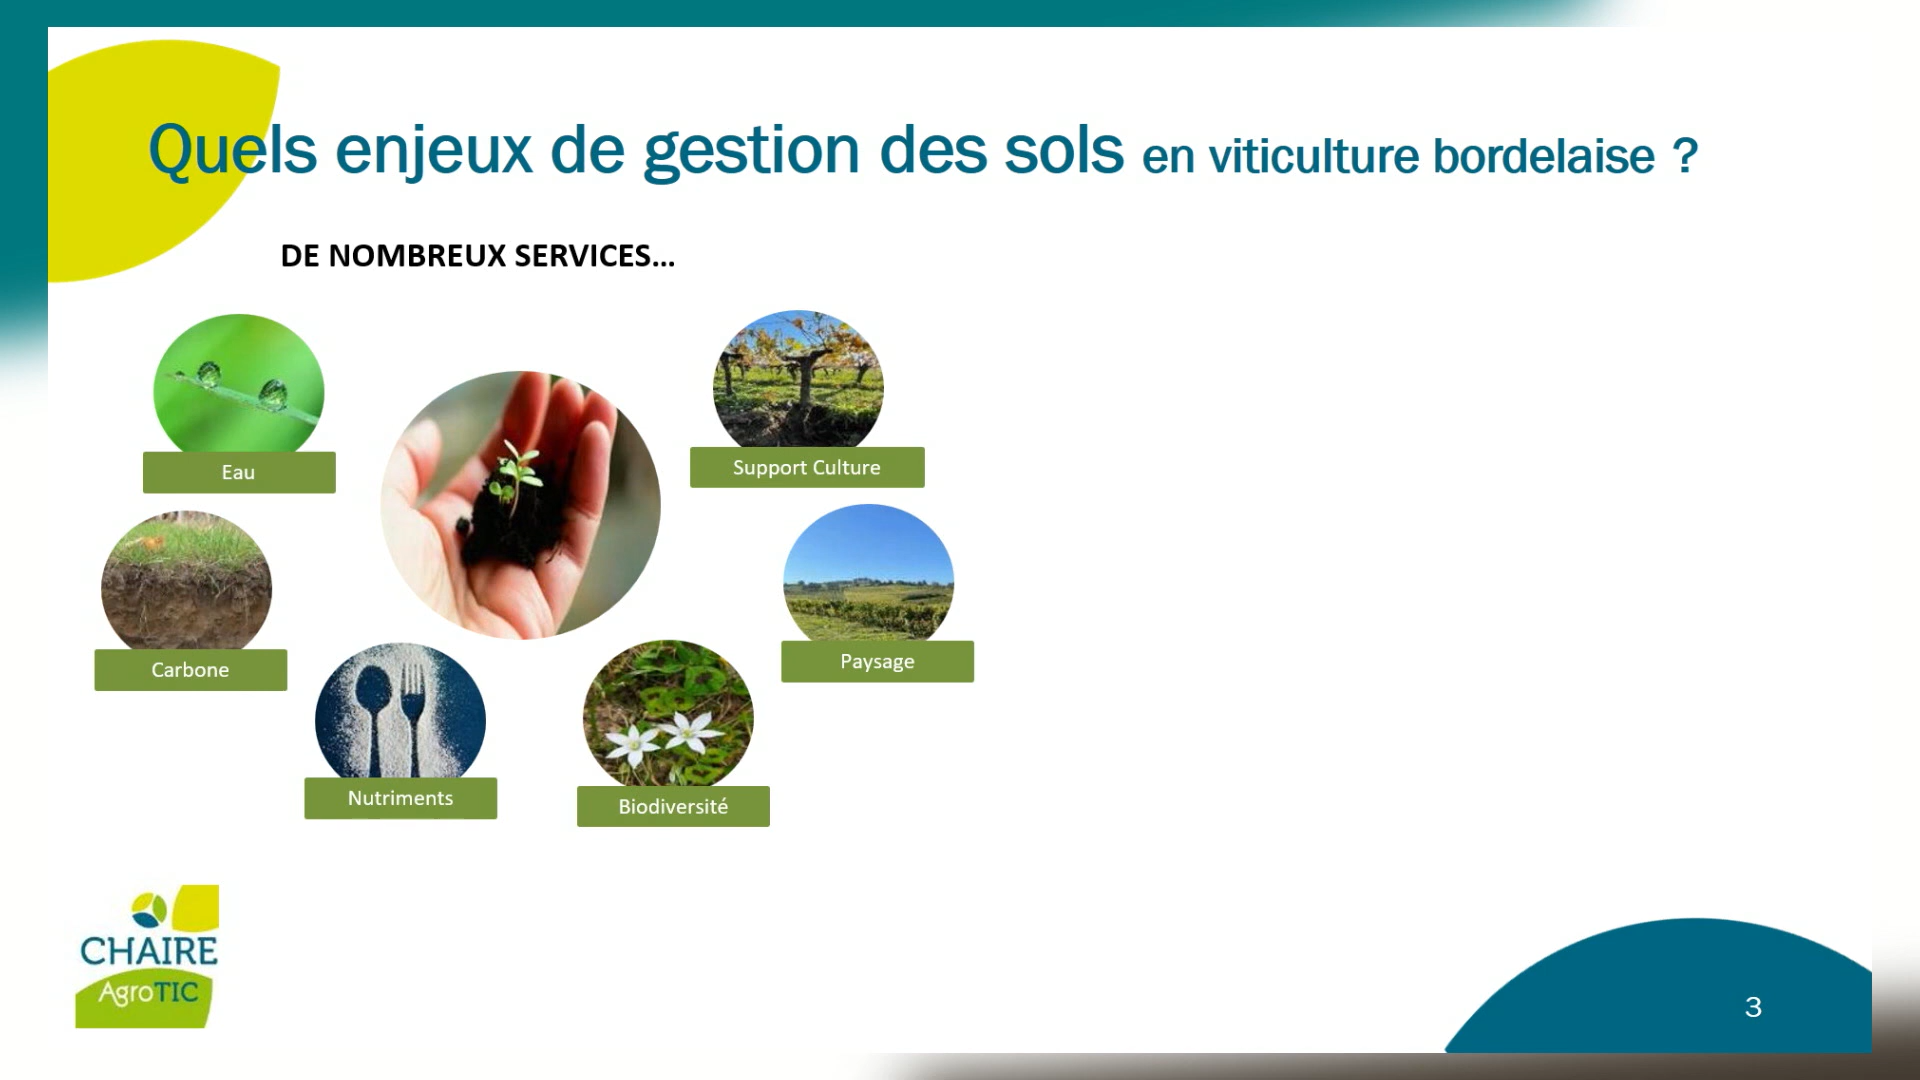 Quels enjeux de gestion des sols en viticulture bordelaise ?
DE NOMBREUX SERVICES...
Eau
Support Culture
Carbone
Paysage
Nutriments
Biodiversité
CHAIRE
AgroTIC
3